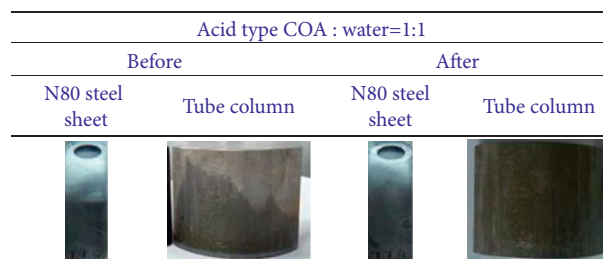 Acid type COA : water=1:1
Before After
N80 steel sheet Tube column N80 steel sheet Tube column